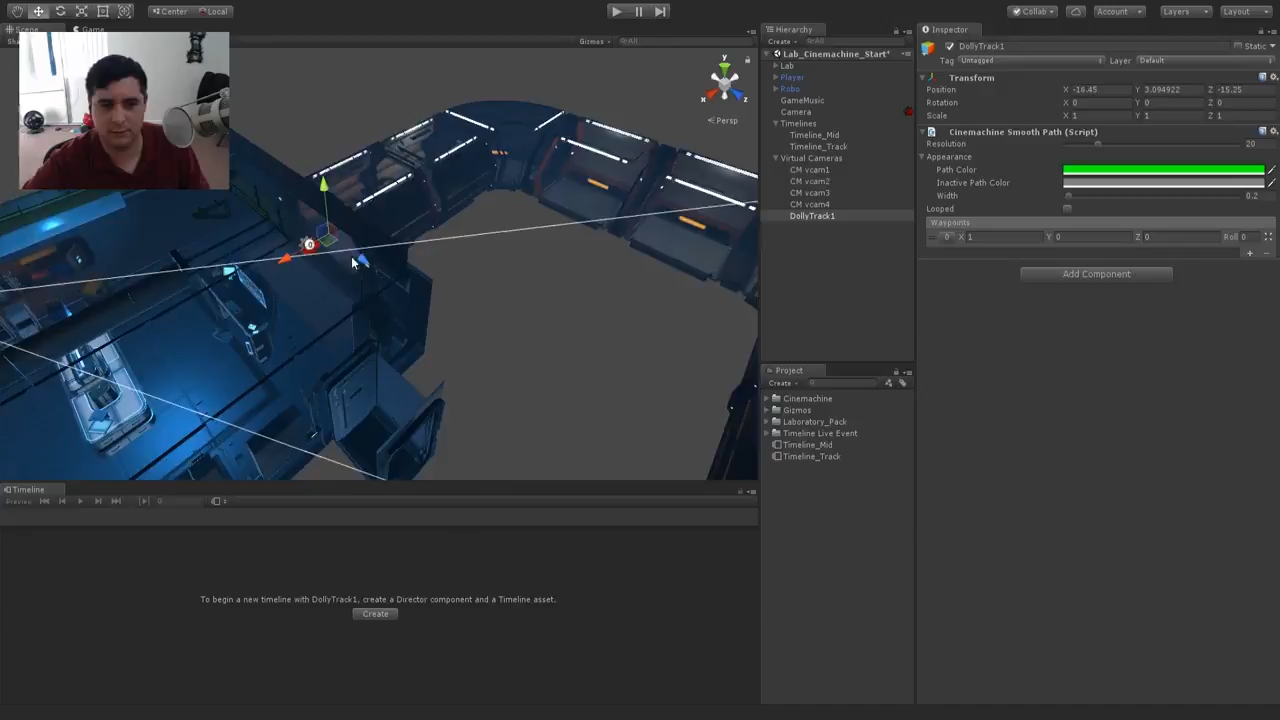 Center Local
Collab Account Layers Layout
Scene Game
Gizmos All
y
x z
Persp
Hierarchy
Create All
Lab_Cinemachine_Start*
Lab
Player
Robo
GameMusic
Camera
Timelines
Timeline_Mid
Timeline_Track
Virtual Cameras
CM vcam1
CM vcam2
CM vcam3
CM vcam4
DollyTrack1
Project
Create
Cinemachine
Gizmos
Laboratory_Pack
Timeline Live Event
Timeline_Mid
Timeline_Track
Inspector
DollyTrack1 Static
Tag Untagged Layer Default
Transform
Position X -16.45 Y 3.094922 Z -15.25
Rotation X 0 Y 0 Z 0
Scale X 1 Y 1 Z 1
Cinemachine Smooth Path (Script)
Resolution 20
Appearance
Path Color
Inactive Path Color
Width 0.2
Looped
Waypoints
0 X 1 Y 0 Z 0 Roll 0
+ −
Add Component
0
Timeline
Preview 0
To begin a new timeline with DollyTrack1, create a Director component and a Timeline asset.
Create